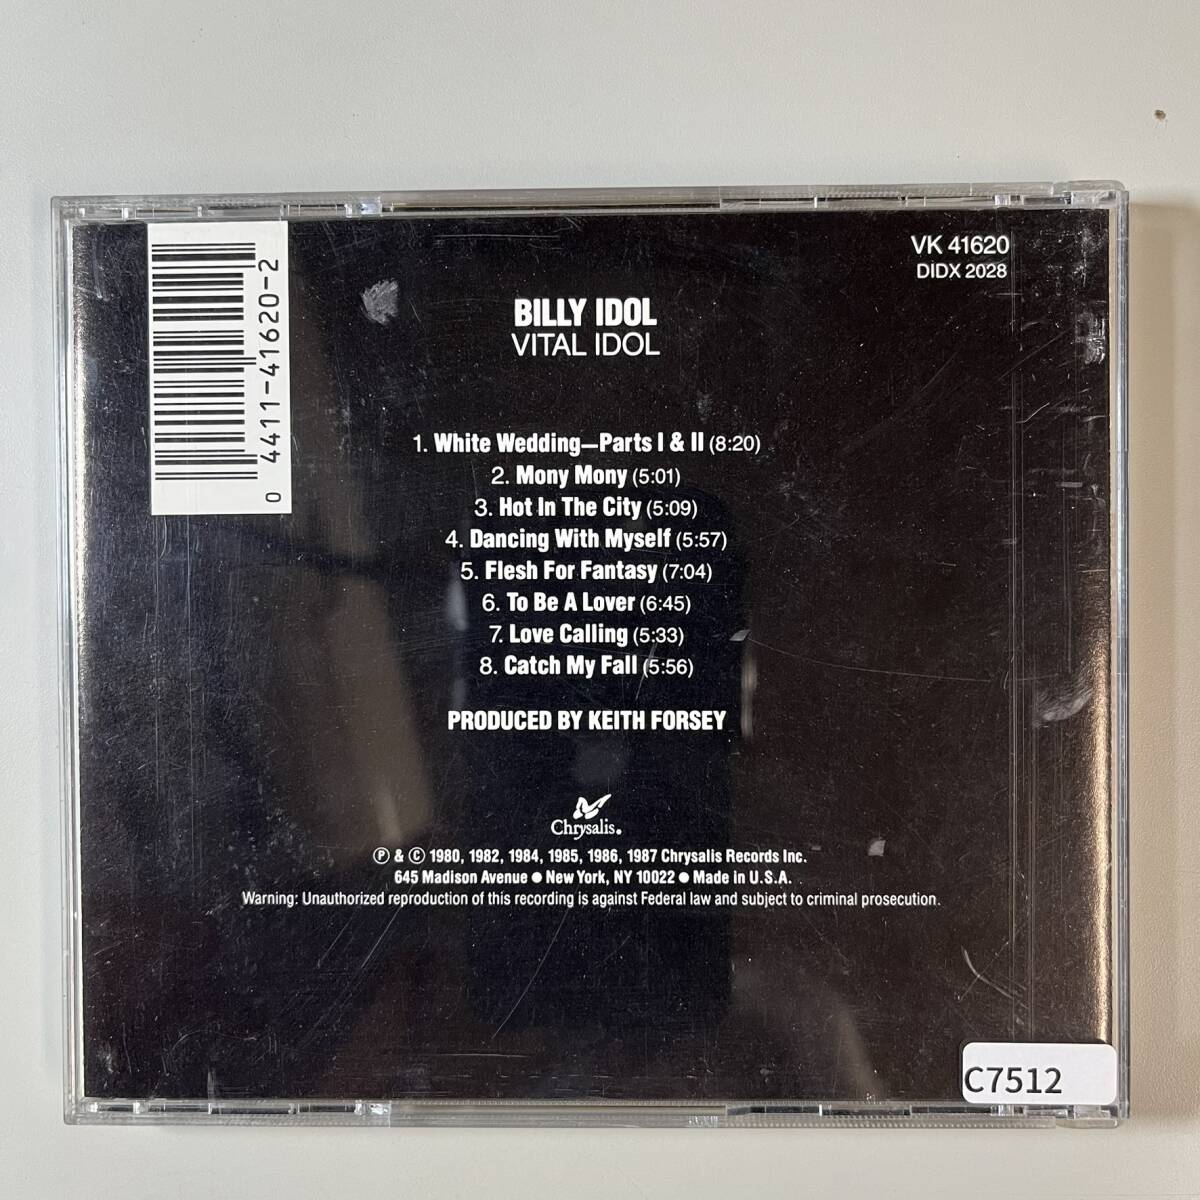 0 4411-41620-2
VK 41620
DIDX 2028
BILLY IDOL
VITAL IDOL
1. White Wedding—Parts I & II (8:20)
2. Mony Mony (5:01)
3. Hot In The City (5:09)
4. Dancing With Myself (5:57)
5. Flesh For Fantasy (7:04)
6. To Be A Lover (6:45)
7. Love Calling (5:33)
8. Catch My Fall (5:56)
PRODUCED BY KEITH FORSEY
Chrysalis.
Ⓟ & © 1980, 1982, 1984, 1985, 1986, 1987 Chrysalis Records Inc.
645 Madison Avenue ● New York, NY 10022 ● Made in U.S.A.
Warning: Unauthorized reproduction of this recording is against Federal law and subject to criminal prosecution.
C7512